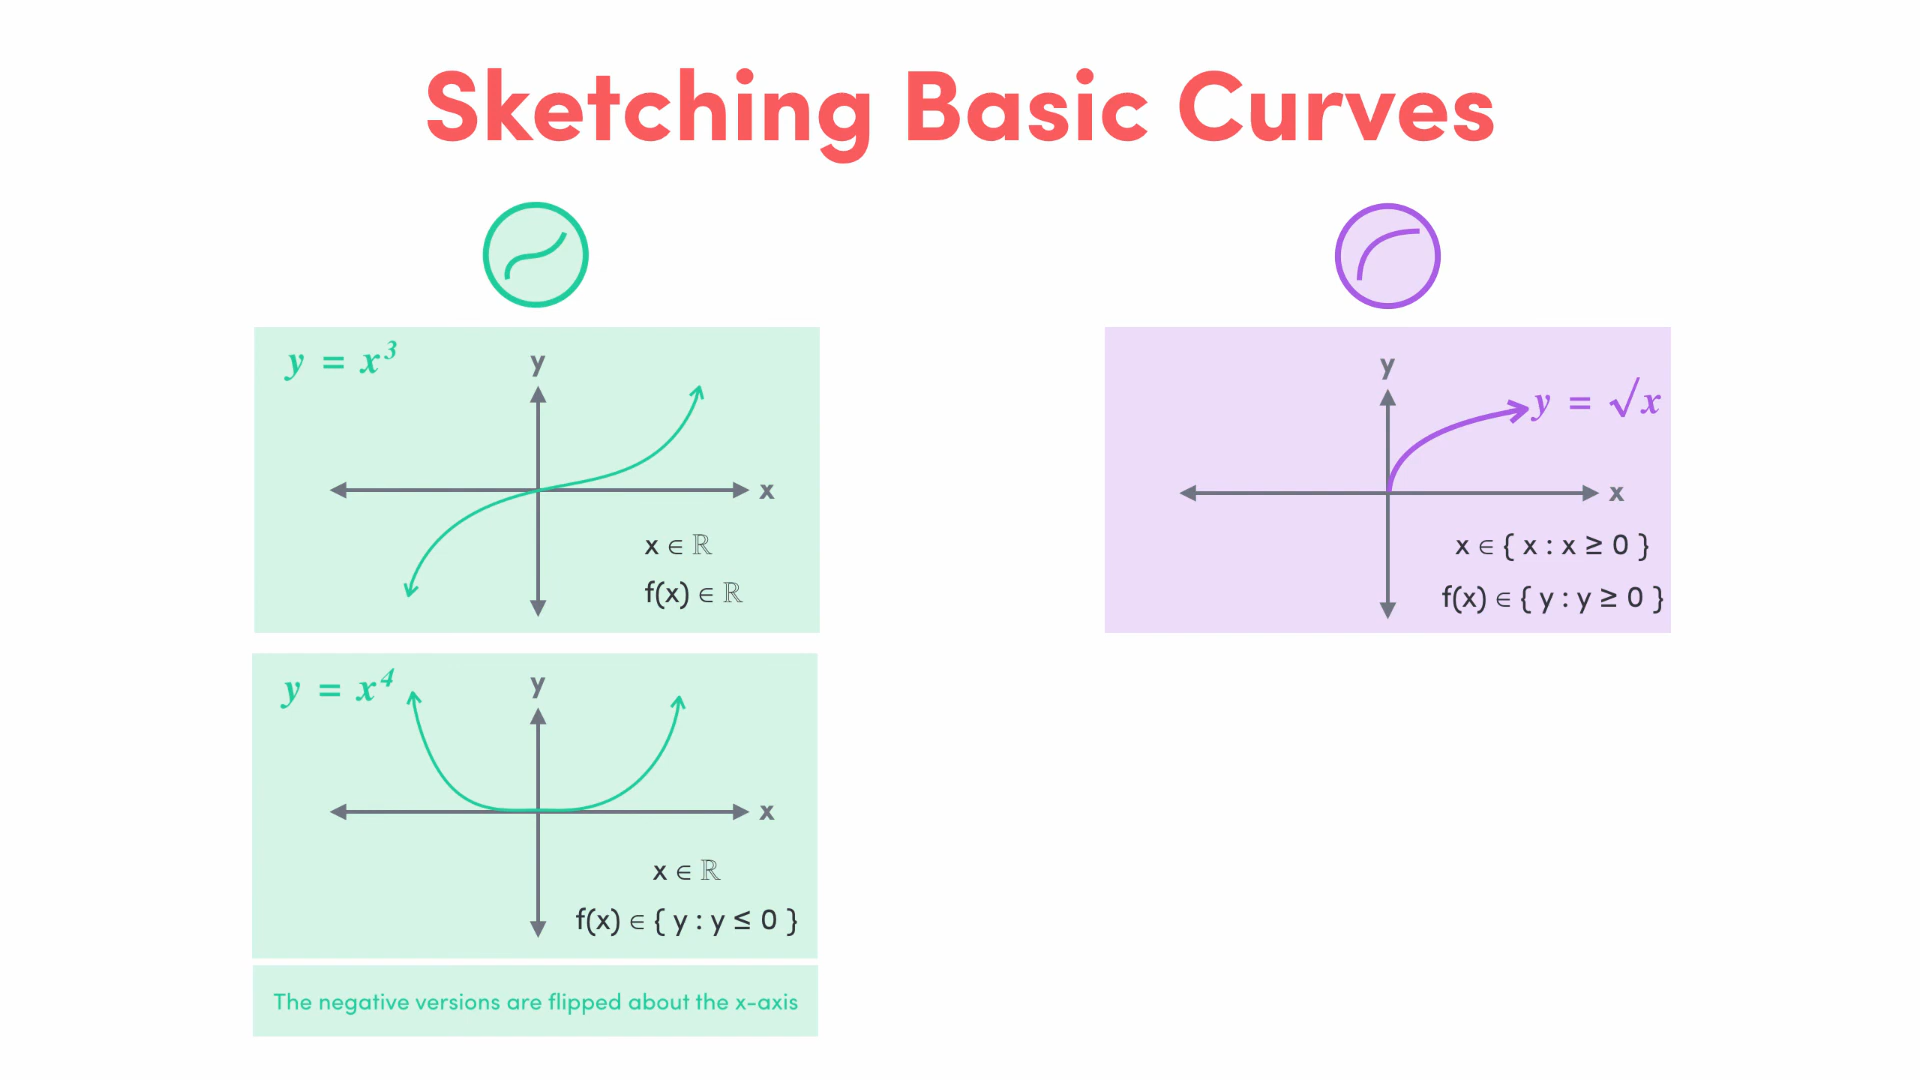 Sketching Basic Curves
y = x³
y
x
x ∈ ℝ
f(x) ∈ ℝ
y = x⁴
y
x
x ∈ ℝ
f(x) ∈ { y : y ≤ 0 }
The negative versions are flipped about the x-axis
y
y = √x
x
x ∈ { x : x ≥ 0 }
f(x) ∈ { y : y ≥ 0 }